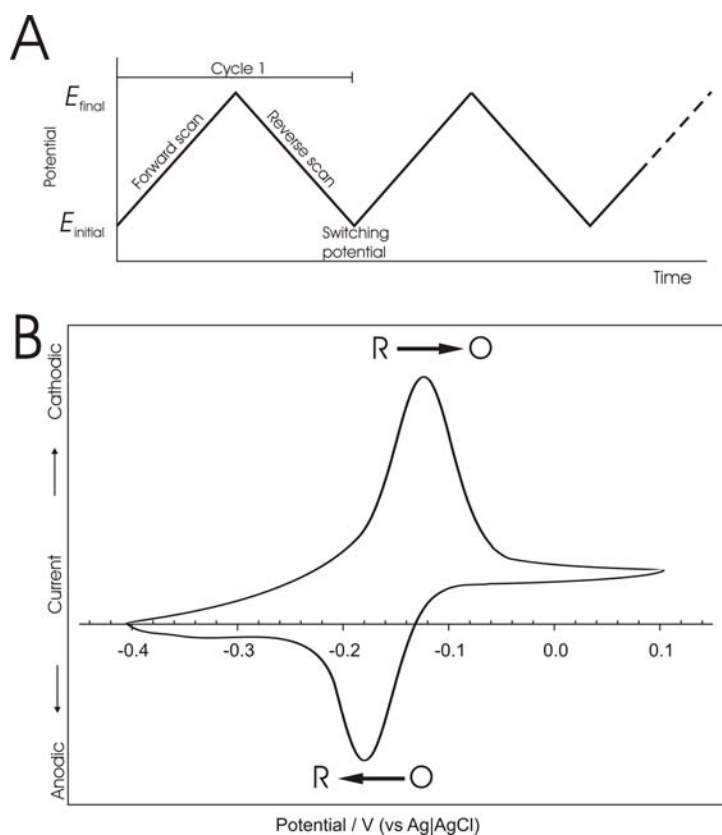 A
Cycle 1
E final
Forward scan
Reverse scan
Potential
E initial
Switching
potential
Time
B
Cathodic
R O
Current
-0.4 -0.3 -0.2 -0.1 0.0 0.1
Anodic
R O
Potential / V (vs Ag|AgCl)